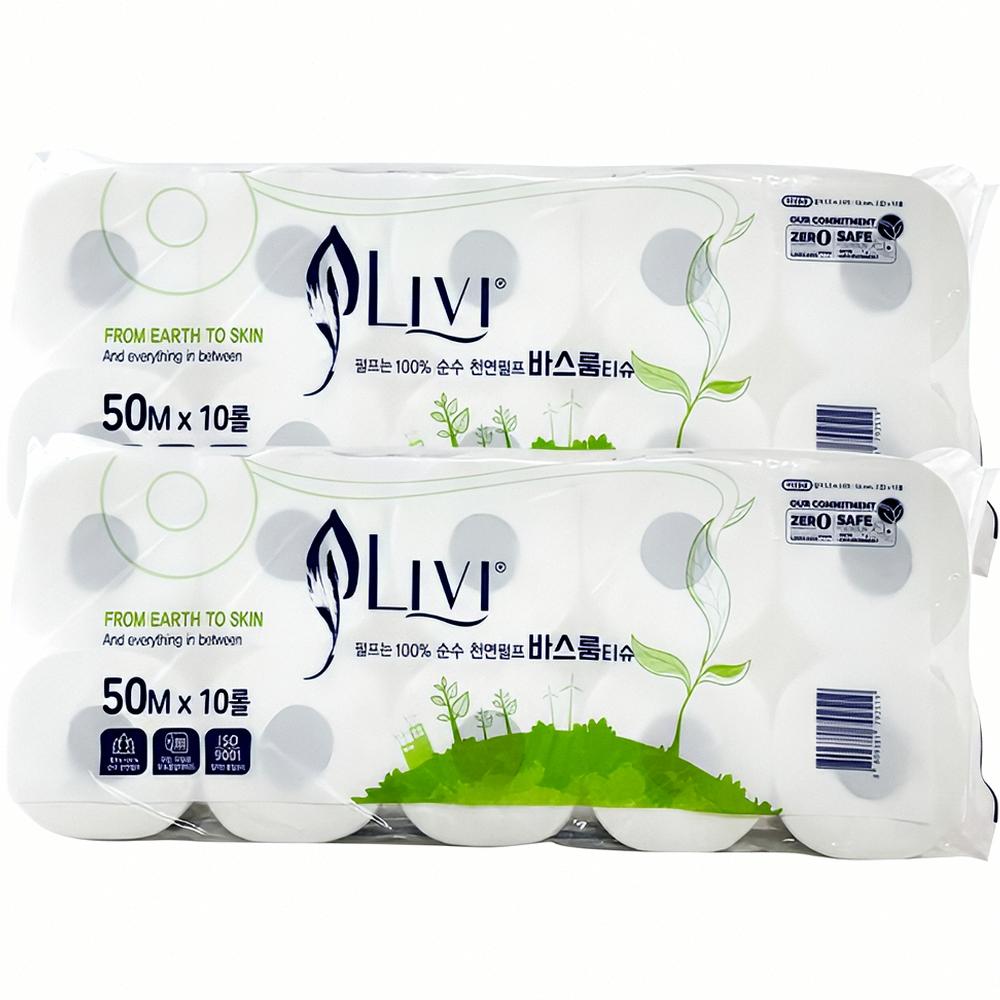 OUR COMMITMENT
ZERO SAFE
LIVI
FROM EARTH TO SKIN
And everything in between
펄프는 100% 순수 천연펄프 바스룸티슈
50M x 10롤
OUR COMMITMENT
ZERO SAFE
LIVI
FROM EARTH TO SKIN
And everything in between
펄프는 100% 순수 천연펄프 바스룸티슈
50M x 10롤
ISO
9001